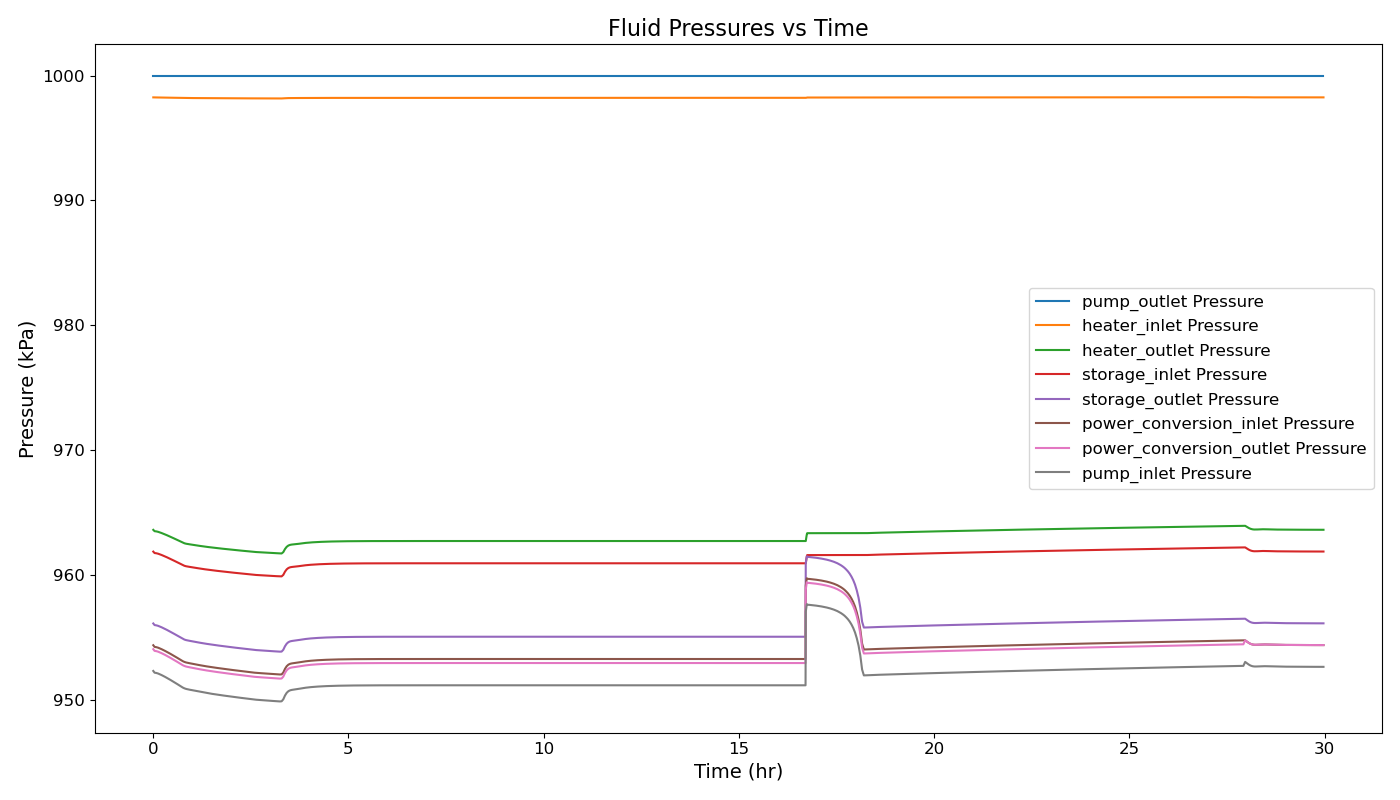 Fluid Pressures vs Time
Pressure (kPa)
1000
990
980
970
960
950
pump_outlet Pressure
heater_inlet Pressure
heater_outlet Pressure
storage_inlet Pressure
storage_outlet Pressure
power_conversion_inlet Pressure
power_conversion_outlet Pressure
pump_inlet Pressure
0 5 10 15 20 25 30
Time (hr)